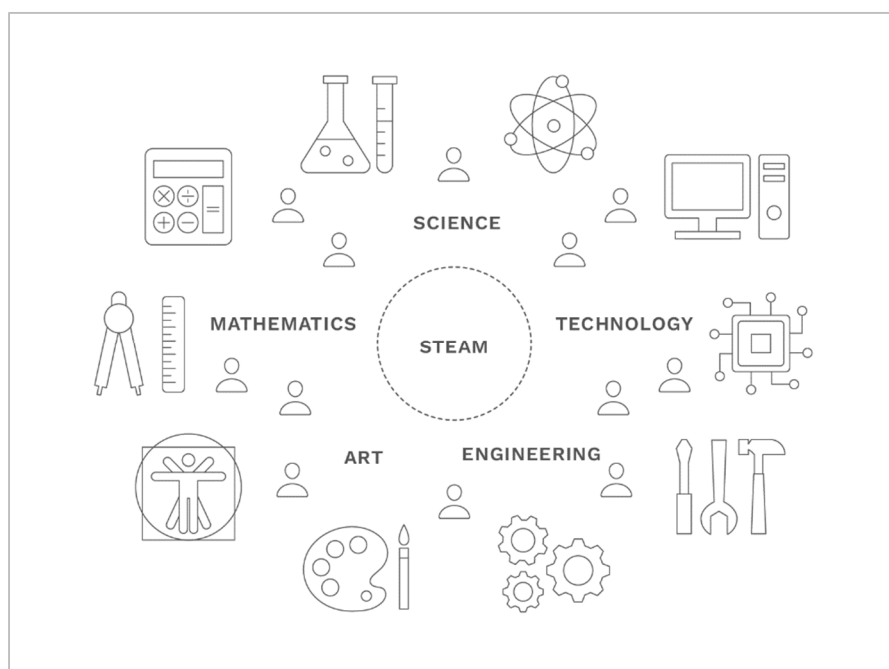 SCIENCE
MATHEMATICS
TECHNOLOGY
STEAM
ART
ENGINEERING